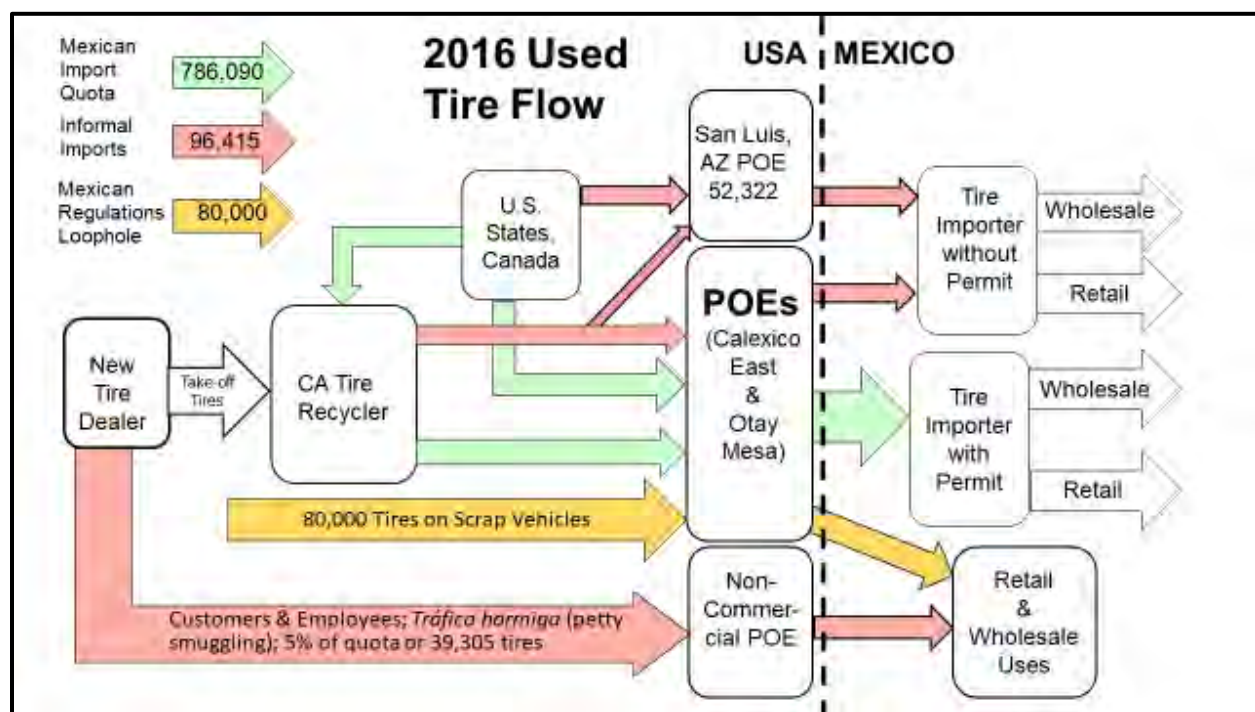 Mexican
Import
Quota
786,090
Informal
Imports
96,415
Mexican
Regulations
Loophole
80,000
2016 Used
Tire Flow
USA
MEXICO
San Luis,
AZ POE
52,322
U.S.
States,
Canada
Tire
Importer
without
Permit
Wholesale
Retail
New
Tire
Dealer
Take-off
Tires
CA Tire
Recycler
POEs
(Calexico
East
&
Otay
Mesa)
Tire
Importer
with
Permit
Wholesale
Retail
80,000 Tires on Scrap Vehicles
Customers & Employees; Tráfica hormiga (petty
smuggling); 5% of quota or 39,305 tires
Non-
Commer-
cial POE
Retail
&
Wholesale
Uses